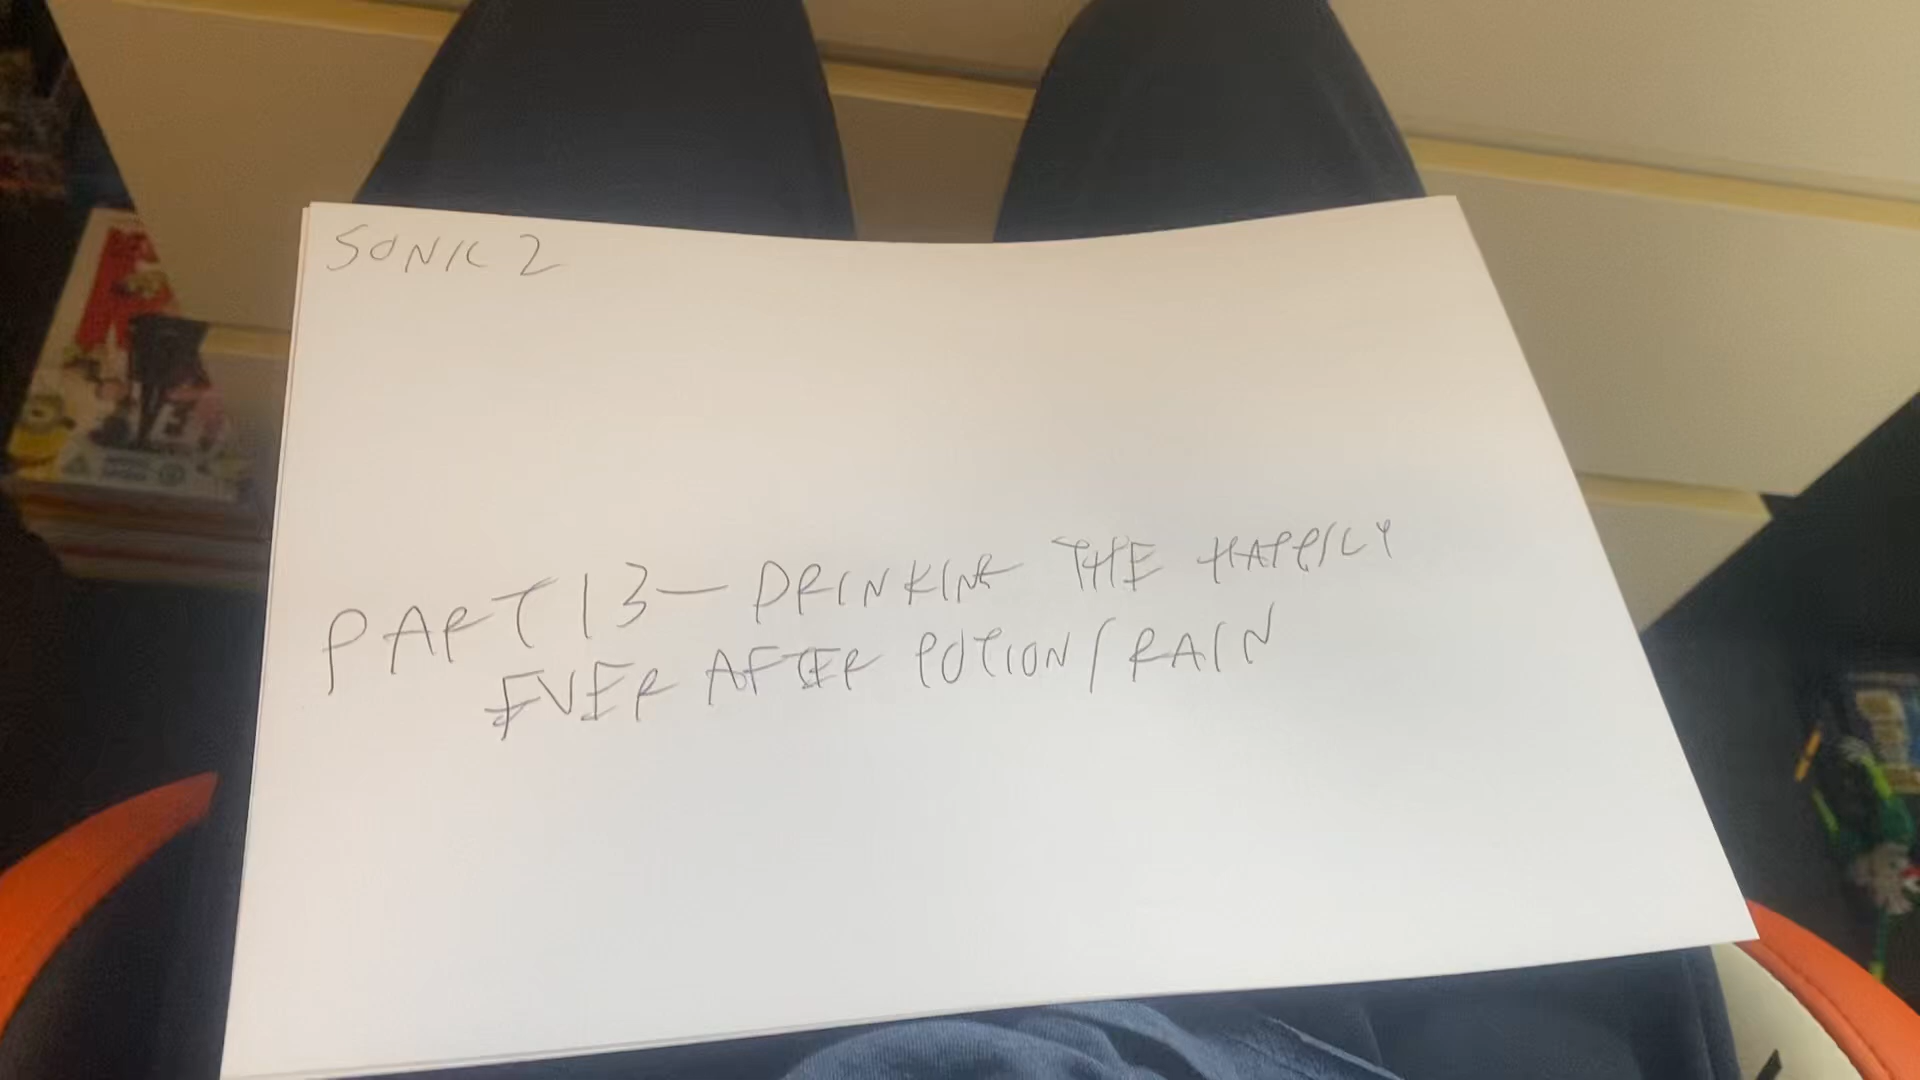 SONIC 2
PART 13 - DRINKING THE HAPPILY
EVER AFTER POTION/RAIN